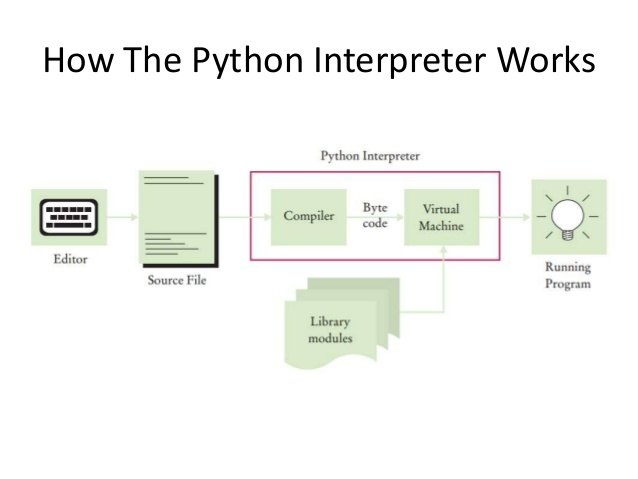 How The Python Interpreter Works
Python Interpreter
Editor
Source File
Compiler
Byte
code
Virtual
Machine
Running
Program
Library
modules